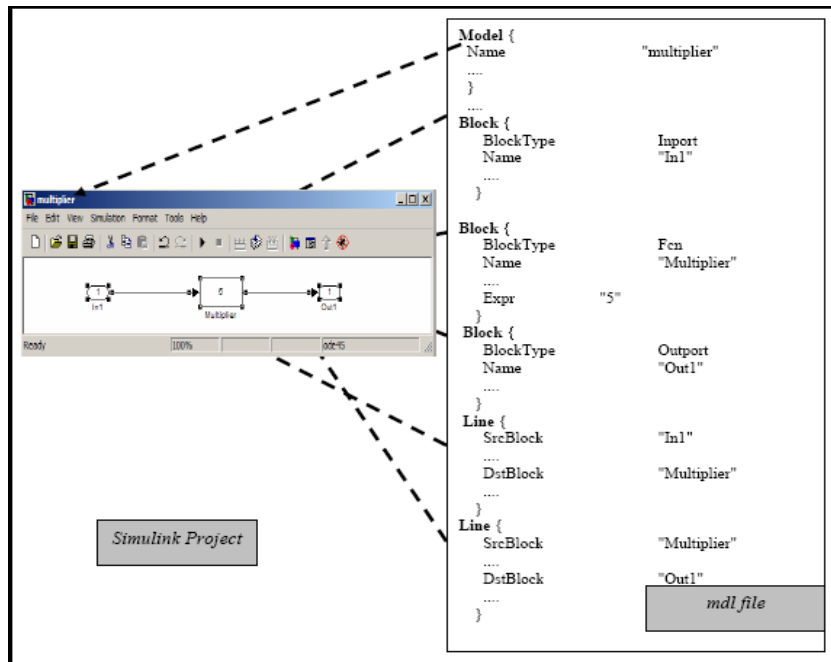 Model {
Name "multiplier"
....
}
....
Block {
BlockType Inport
Name "In1"
....
}
Block {
BlockType Fcn
Name "Multiplier"
....
Expr "5"
}
Block {
BlockType Outport
Name "Out1"
....
}
Line {
SrcBlock "In1"
....
DstBlock "Multiplier"
....
}
Line {
SrcBlock "Multiplier"
....
DstBlock "Out1"
....
}
mdl file
multiplier
File Edit View Simulation Format Tools Help
1 5 1
In1 Multiplier Out1
Ready 100% ode45
Simulink Project